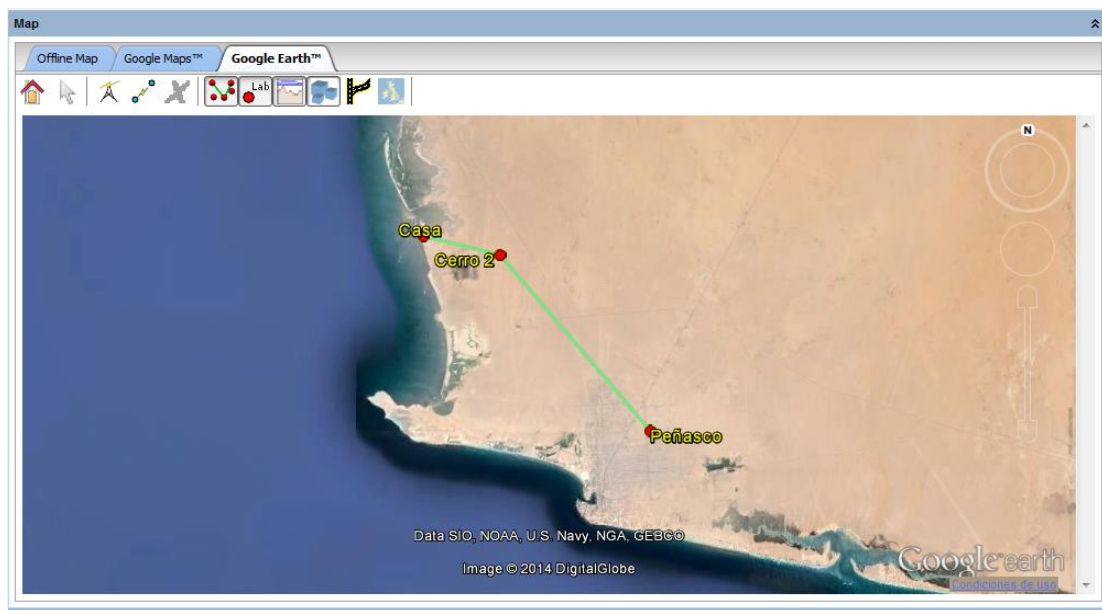 Map
Offline Map Google Maps™ Google Earth™
Lab
N
Casa
Cerro 2
Peñasco
Data SIO, NOAA, U.S. Navy, NGA, GEBCO
Image © 2014 DigitalGlobe
Google earth
Condiciones de uso